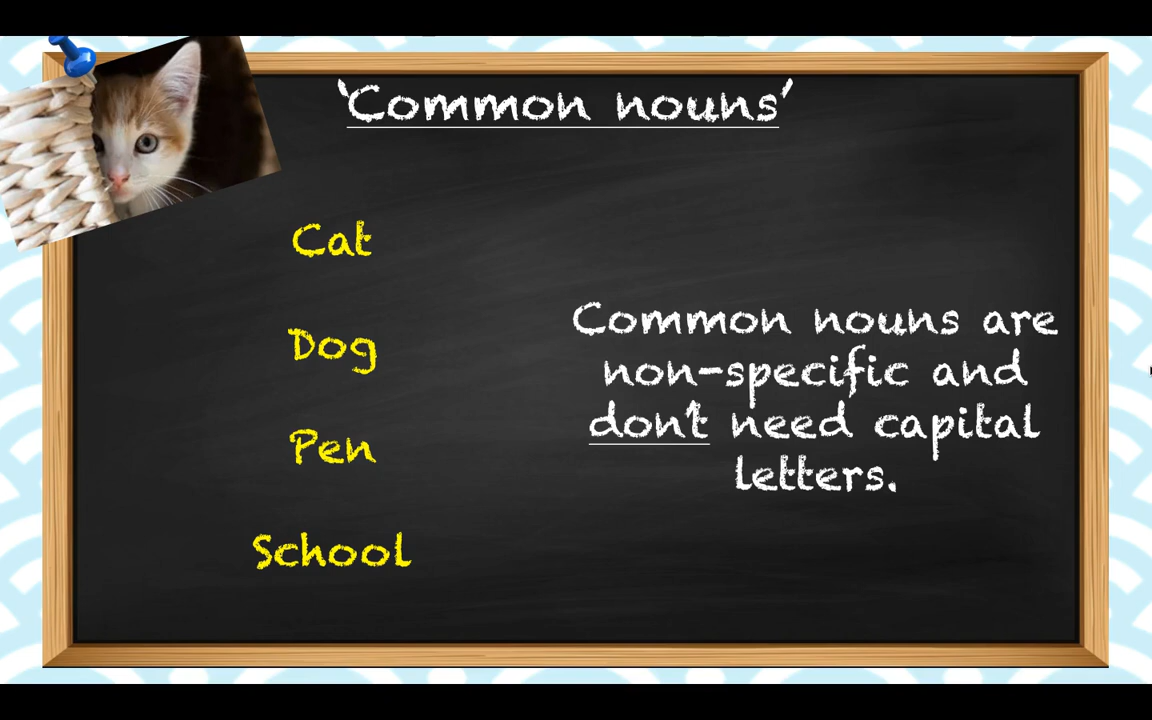 'Common nouns'
Cat
Dog
Pen
School
Common nouns are
non-specific and
don't need capital
letters.